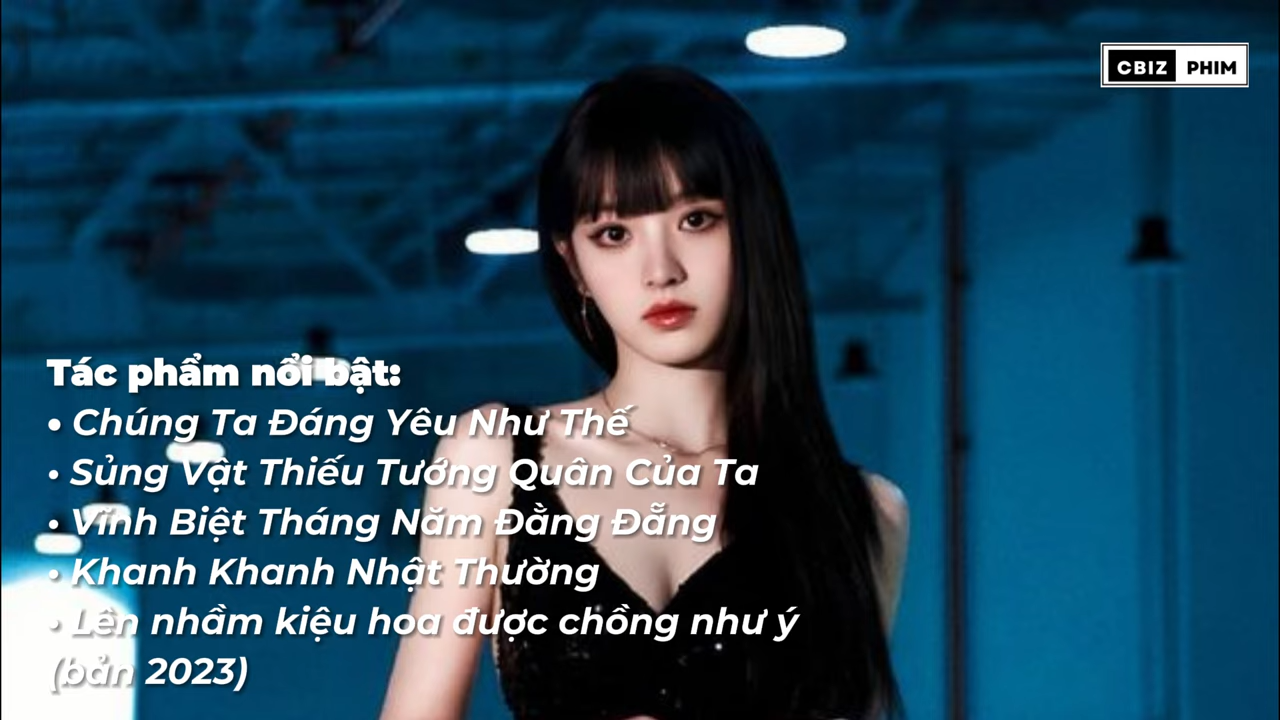 CBIZ PHIM
Tác phẩm nổi bật:
• Chúng Ta Đáng Yêu Như Thế
• Sủng Vật Thiếu Tướng Quân Của Ta
• Vĩnh Biệt Tháng Năm Đằng Đẵng
• Khanh Khanh Nhật Thường
• Lên nhầm kiệu hoa được chồng như ý
(bản 2023)